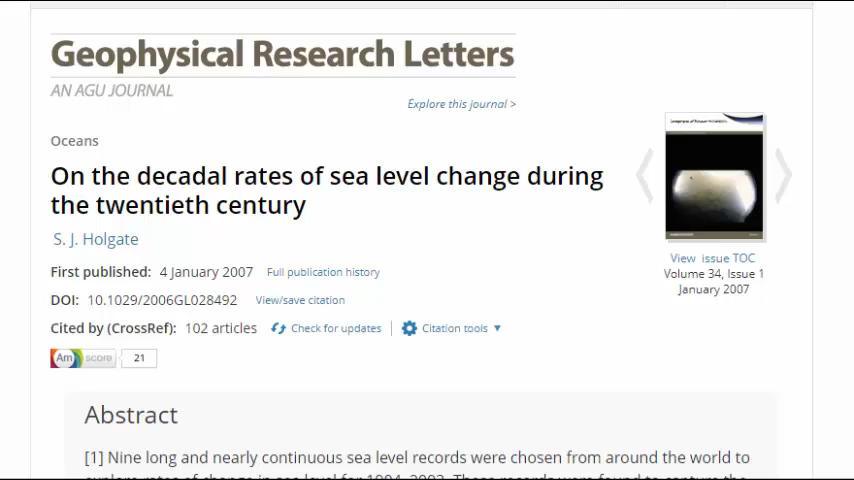 Geophysical Research Letters
AN AGU JOURNAL
Explore this journal >
Oceans
On the decadal rates of sea level change during
the twentieth century
S. J. Holgate
First published: 4 January 2007 Full publication history
DOI: 10.1029/2006GL028492 View/save citation
Cited by (CrossRef): 102 articles Check for updates Citation tools ▼
Am score 21
View issue TOC
Volume 34, Issue 1
January 2007
Abstract
[1] Nine long and nearly continuous sea level records were chosen from around the world to